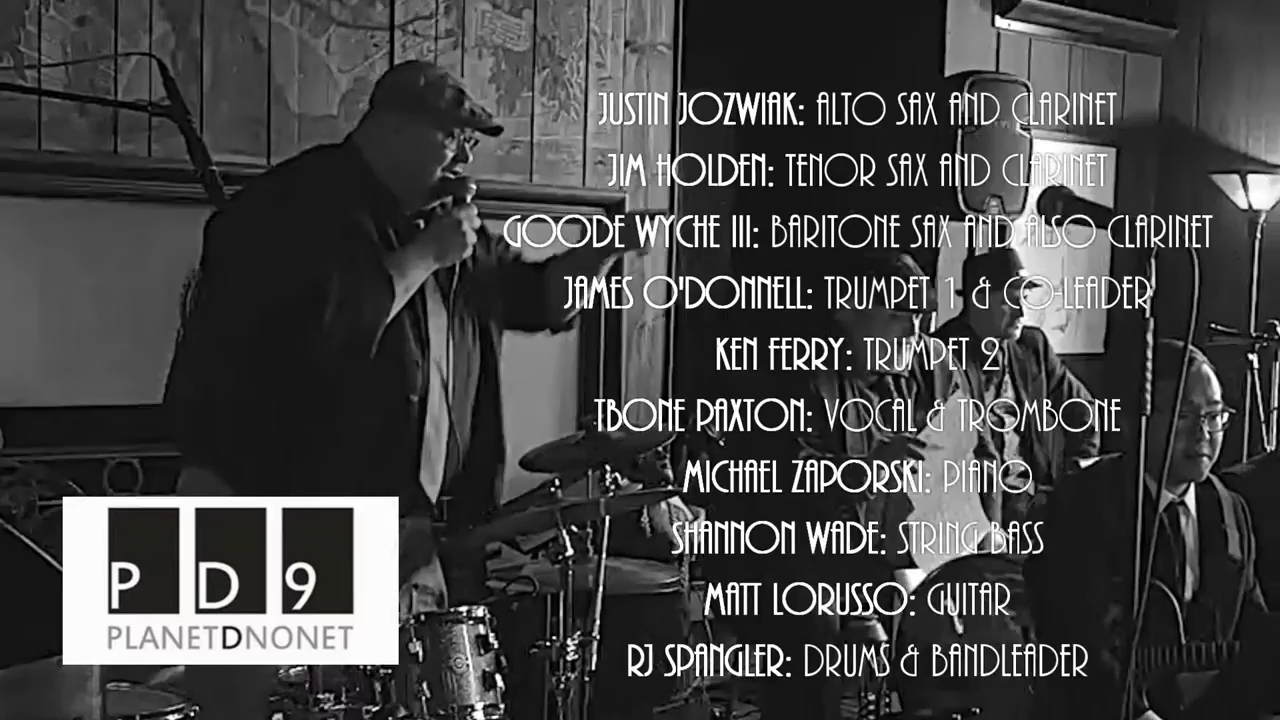 JUSTIN JOZWIAK: ALTO SAX AND CLARINET
JIM HOLDEN: TENOR SAX AND CLARINET
GOODE WYCHE III: BARITONE SAX AND ALSO CLARINET
JAMES O'DONNELL: TRUMPET 1 & CO-LEADER
KEN FERRY: TRUMPET 2
TBONE PAXTON: VOCAL & TROMBONE
MICHAEL ZAPORSKI: PIANO
SHANNON WADE: STRING BASS
MATT LORUSSO: GUITAR
RJ SPANGLER: DRUMS & BANDLEADER
P D 9
PLANETDNONET